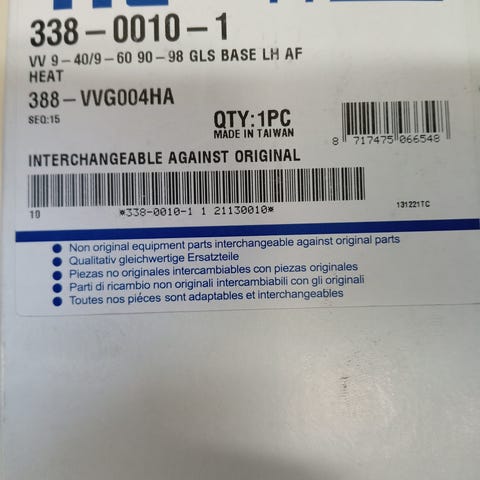 338-0010-1
VV 9-40/9-60 90-98 GLS BASE LH AF
HEAT
388-VVG004HA
SEQ:15
QTY:1PC
MADE IN TAIWAN
8 717475 066548
INTERCHANGEABLE AGAINST ORIGINAL
10 *338-0010-1 1 21130010* 131221TC
Non original equipment parts interchangeable against original parts
Qualitativ gleichwertige Ersatzteile
Piezas no originales intercambiables con piezas originales
Parti di ricambio non originali intercambiabili con gli originali
Toutes nos piéces sont adaptables et interchangeables